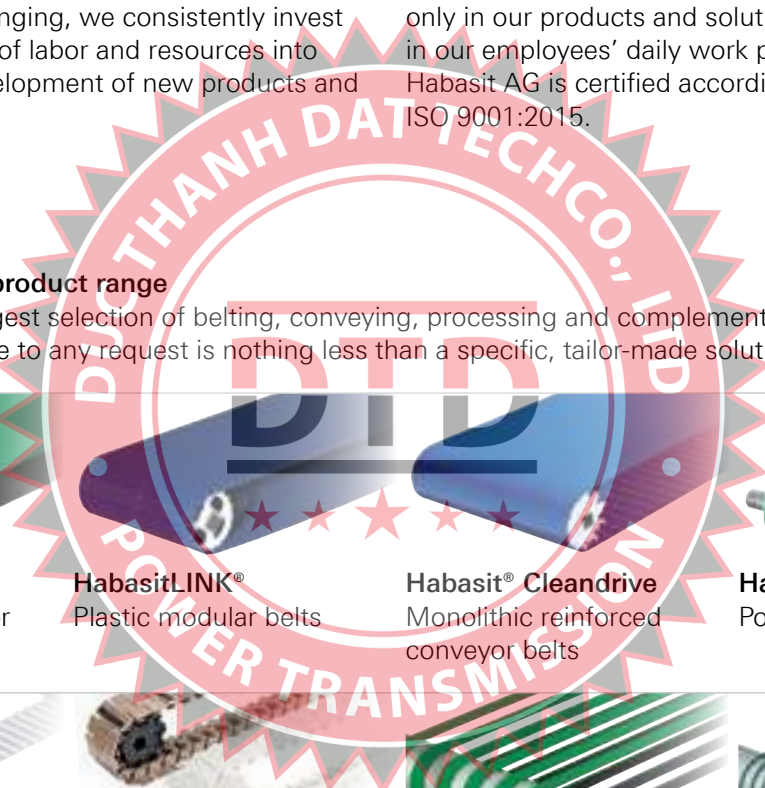 nging, we consistently invest
of labor and resources into
elopment of new products and
only in our products and solut
in our employees' daily work p
Habasit AG is certified accordi
ISO 9001:2015.
product range
gest selection of belting, conveying, processing and complement
e to any request is nothing less than a specific, tailor-made solut
DUC THANH DAT TECHCO., LTD
DTD
POWER TRANSMISSION
r
HabasitLINK®
Plastic modular belts
Habasit® Cleandrive
Monolithic reinforced
conveyor belts
Ha
Po